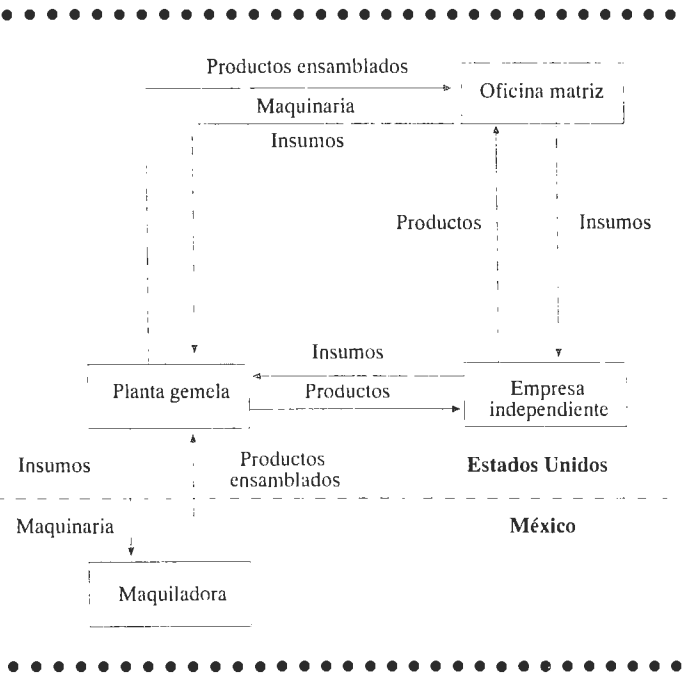 Productos ensamblados
Oficina matriz
Maquinaria
Insumos
Productos
Insumos
Insumos
Planta gemela
Productos
Empresa
independiente
Insumos
Productos
ensamblados
Estados Unidos
Maquinaria
México
Maquiladora